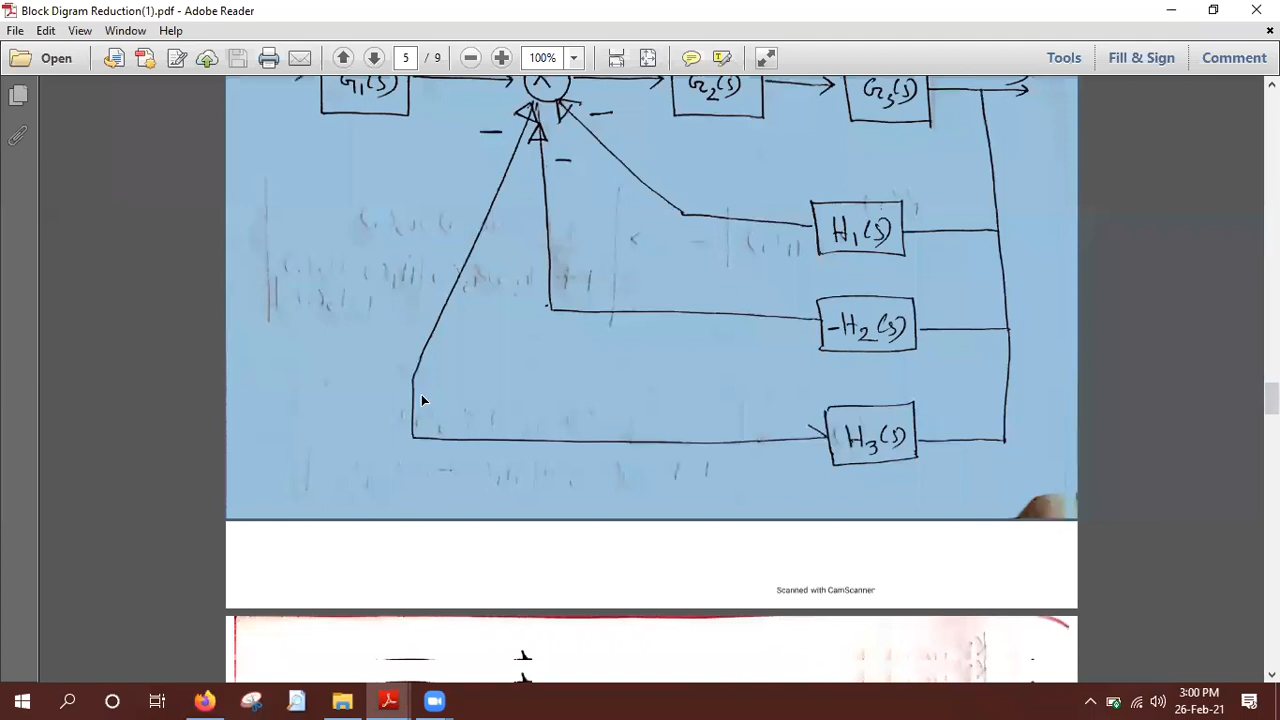 Block Digram Reduction(1).pdf - Adobe Reader
File Edit View Window Help
Open 5 / 9 100% Tools Fill & Sign Comment
G1(s) G2(s) G3(s)
H1(s)
-H2(s)
H3(s)
Scanned with CamScanner
3:00 PM
26-Feb-21